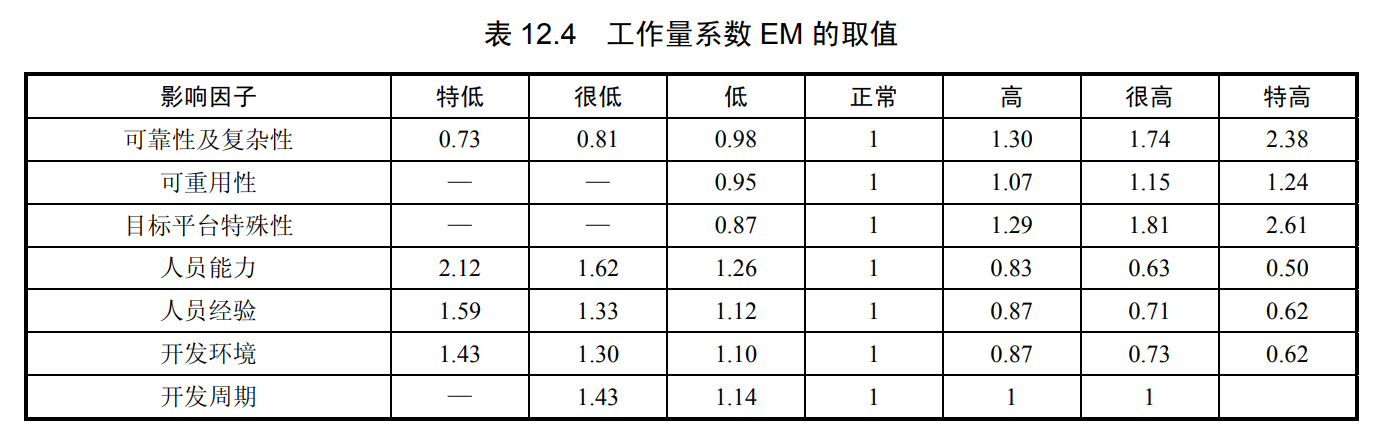 表 12.4 工作量系数 EM 的取值
影响因子 特低 很低 低 正常 高 很高 特高
可靠性及复杂性 0.73 0.81 0.98 1 1.30 1.74 2.38
可重用性 — — 0.95 1 1.07 1.15 1.24
目标平台特殊性 — — 0.87 1 1.29 1.81 2.61
人员能力 2.12 1.62 1.26 1 0.83 0.63 0.50
人员经验 1.59 1.33 1.12 1 0.87 0.71 0.62
开发环境 1.43 1.30 1.10 1 0.87 0.73 0.62
开发周期 — 1.43 1.14 1 1 1